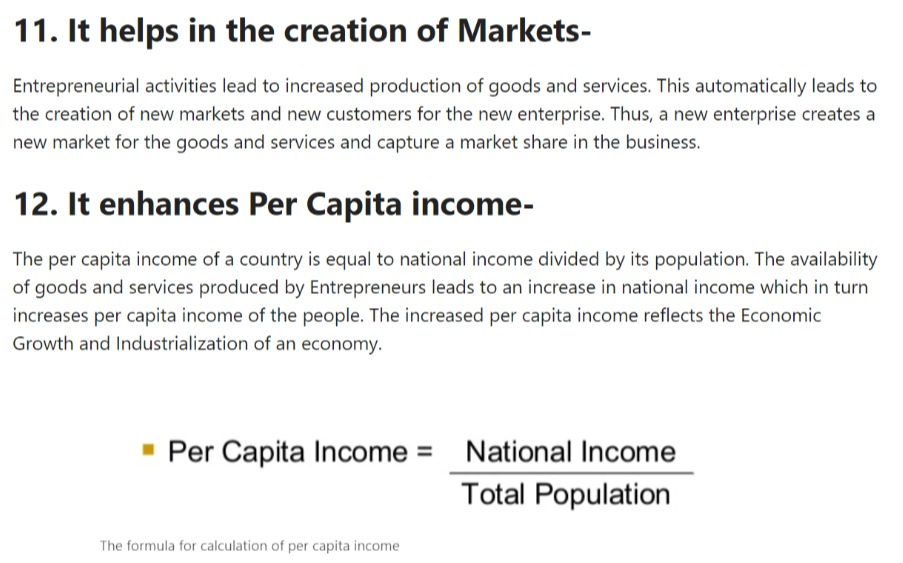 11. It helps in the creation of Markets-
Entrepreneurial activities lead to increased production of goods and services. This automatically leads to
the creation of new markets and new customers for the new enterprise. Thus, a new enterprise creates a
new market for the goods and services and capture a market share in the business.
12. It enhances Per Capita income-
The per capita income of a country is equal to national income divided by its population. The availability
of goods and services produced by Entrepreneurs leads to an increase in national income which in turn
increases per capita income of the people. The increased per capita income reflects the Economic
Growth and Industrialization of an economy.
▪ Per Capita Income = National Income
Total Population
The formula for calculation of per capita income